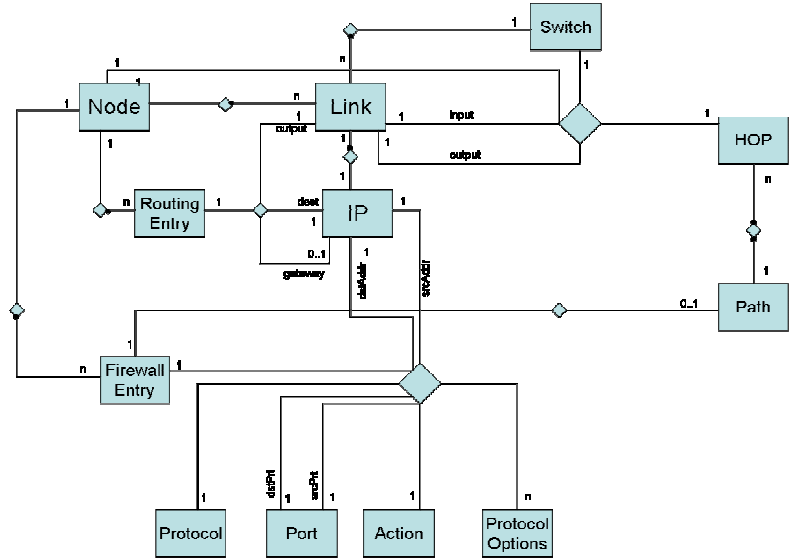 1
Switch
n
1
1
1
Node
n
Link
1
input
1
HOP
1
output
1
1
output
1
1
n
Routing
Entry
1
dest
1
IP
1
n
0..1
gateway
1
dstAddr
srcAddr
1
0..1
Path
1
n
Firewall
Entry
1
dstPrt
srcPrt
1
1
1
1
n
Protocol
Port
Action
Protocol
Options